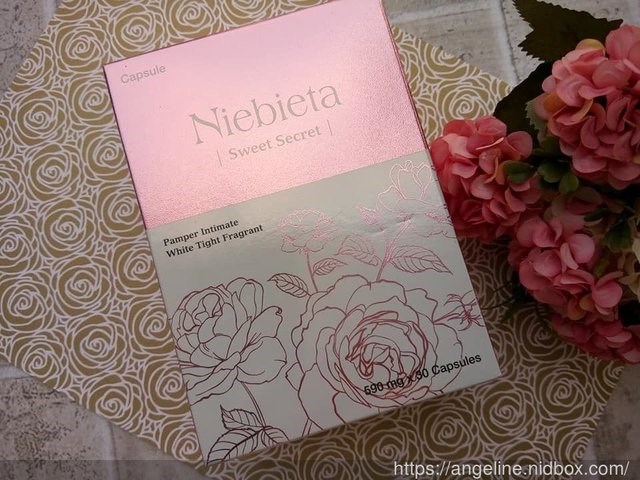 Capsule
Niebieta
| Sweet Secret |
Pamper Intimate
White Tight Fragrant
590 mg x 30 Capsules
https://angeline.nidbox.com/